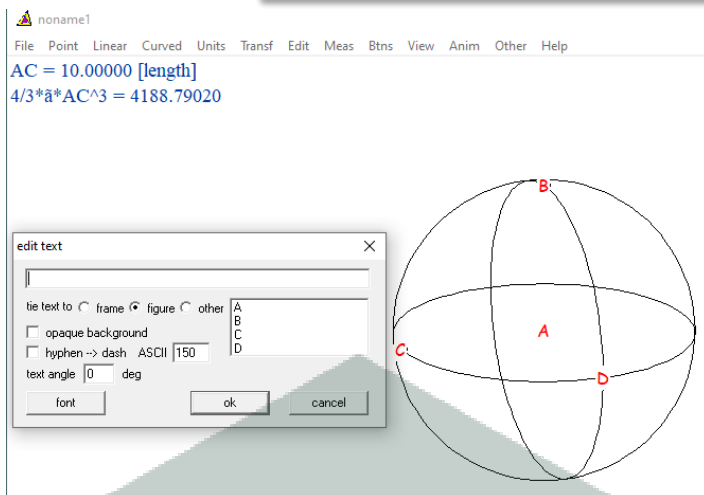 noname1
File Point Linear Curved Units Transf Edit Meas Btns View Anim Other Help
AC = 10.00000 [length]
4/3*ã*AC^3 = 4188.79020
B
edit text
tie text to frame figure other
A
B
C
D
opaque background
hyphen --> dash ASCII 150
text angle 0 deg
font ok cancel
A
C
D